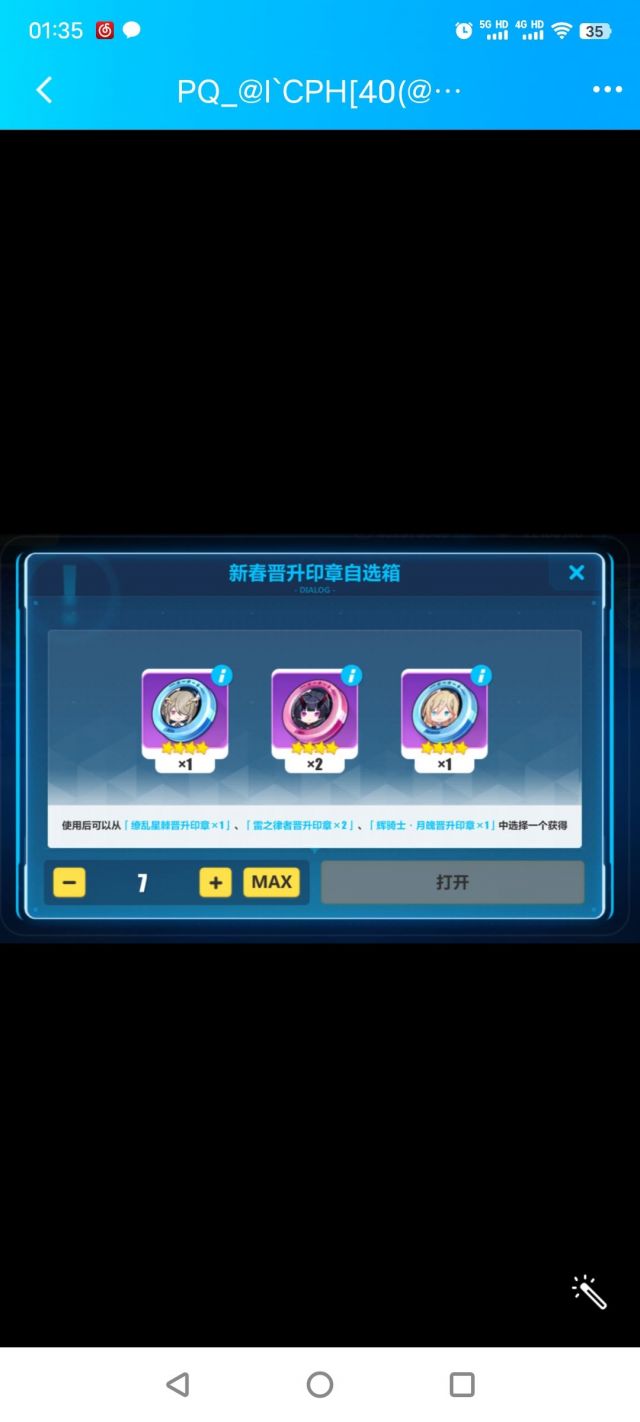 01:35
5G HD 4G HD 35
PQ_@I`CPH[40(@···
新春晋升印章自选箱
- DIALOG -
×1 ×2 ×1
使用后可以从「缭乱星棘晋升印章×1」、「雷之律者晋升印章×2」、「辉骑士·月魄晋升印章×1」中选择一个获得
7 MAX 打开